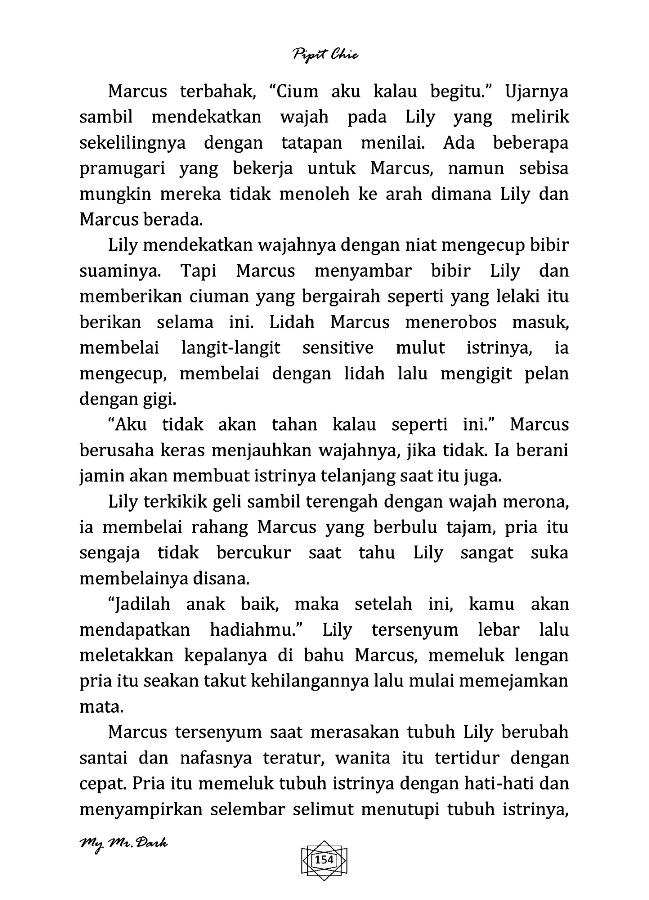 Pipit Chie
Marcus terbahak, “Cium aku kalau begitu.” Ujarnya
sambil mendekatkan wajah pada Lily yang melirik
sekelilingnya dengan tatapan menilai. Ada beberapa
pramugari yang bekerja untuk Marcus, namun sebisa
mungkin mereka tidak menoleh ke arah dimana Lily dan
Marcus berada.
Lily mendekatkan wajahnya dengan niat mengecup bibir
suaminya. Tapi Marcus menyambar bibir Lily dan
memberikan ciuman yang bergairah seperti yang lelaki itu
berikan selama ini. Lidah Marcus menerobos masuk,
membelai langit-langit sensitive mulut istrinya, ia
mengecup, membelai dengan lidah lalu mengigit pelan
dengan gigi.
“Aku tidak akan tahan kalau seperti ini.” Marcus
berusaha keras menjauhkan wajahnya, jika tidak. Ia berani
jamin akan membuat istrinya telanjang saat itu juga.
Lily terkikik geli sambil terengah dengan wajah merona,
ia membelai rahang Marcus yang berbulu tajam, pria itu
sengaja tidak bercukur saat tahu Lily sangat suka
membelainya disana.
“Jadilah anak baik, maka setelah ini, kamu akan
mendapatkan hadiahmu.” Lily tersenyum lebar lalu
meletakkan kepalanya di bahu Marcus, memeluk lengan
pria itu seakan takut kehilangannya lalu mulai memejamkan
mata.
Marcus tersenyum saat merasakan tubuh Lily berubah
santai dan nafasnya teratur, wanita itu tertidur dengan
cepat. Pria itu memeluk tubuh istrinya dengan hati-hati dan
menyampirkan selembar selimut menutupi tubuh istrinya,
My Mr. Dark
154